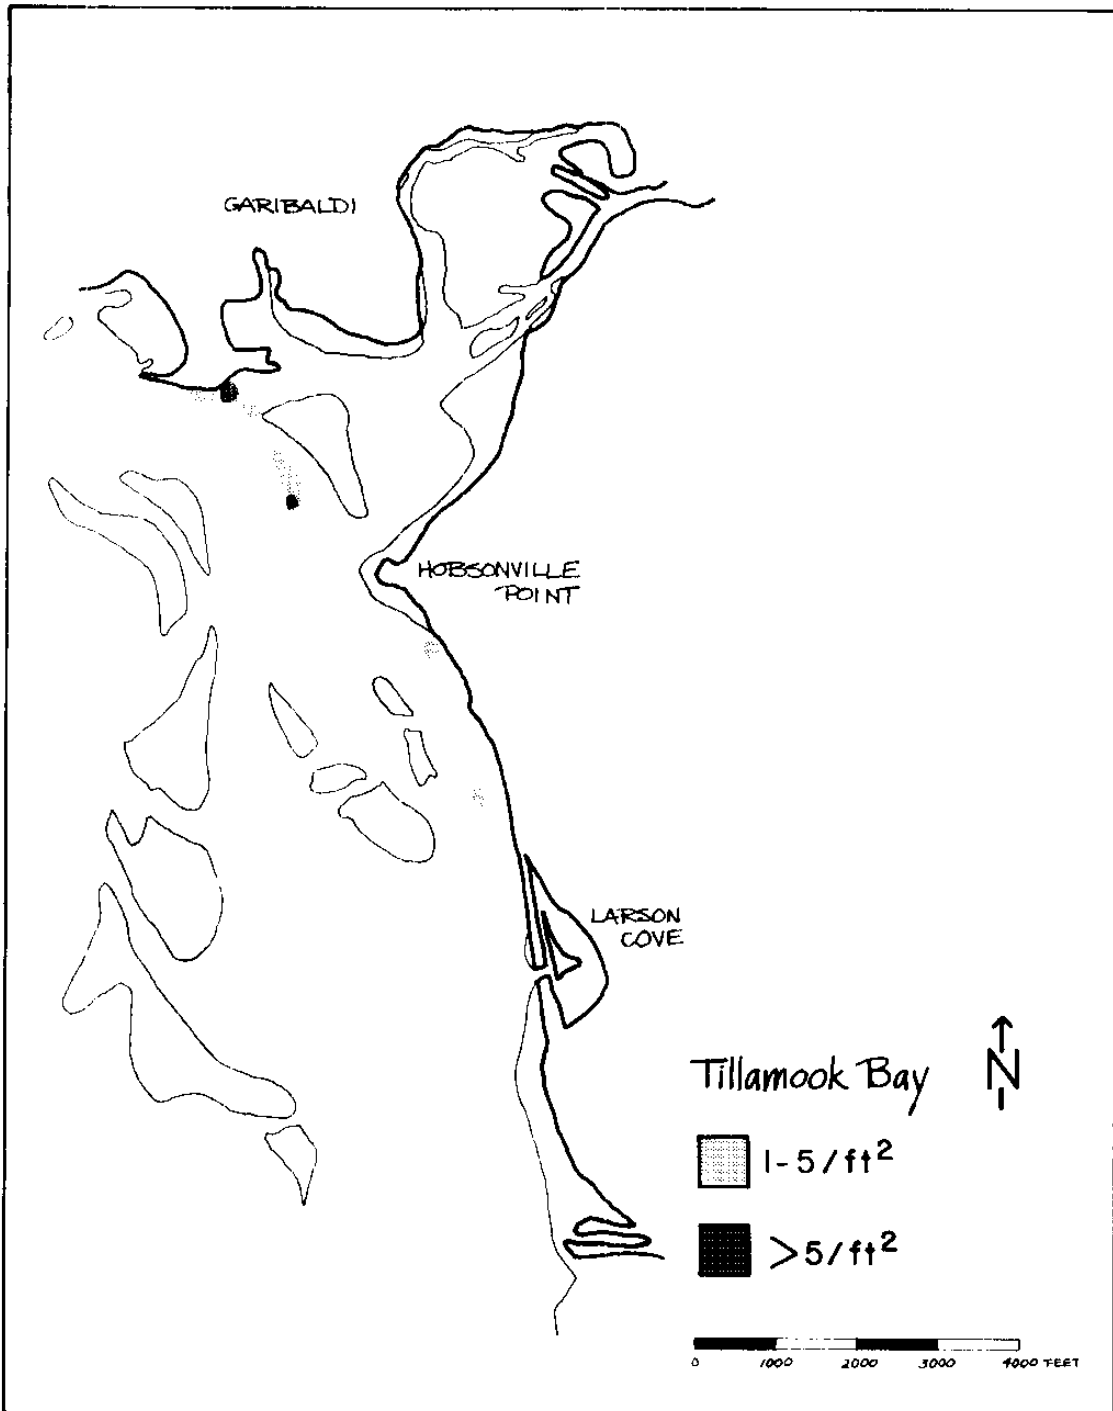 GARIBALDI
HOBSONVILLE
POINT
LARSON
COVE
Tillamook Bay
N
1-5/ft²
>5/ft²
0 1000 2000 3000 4000 FEET